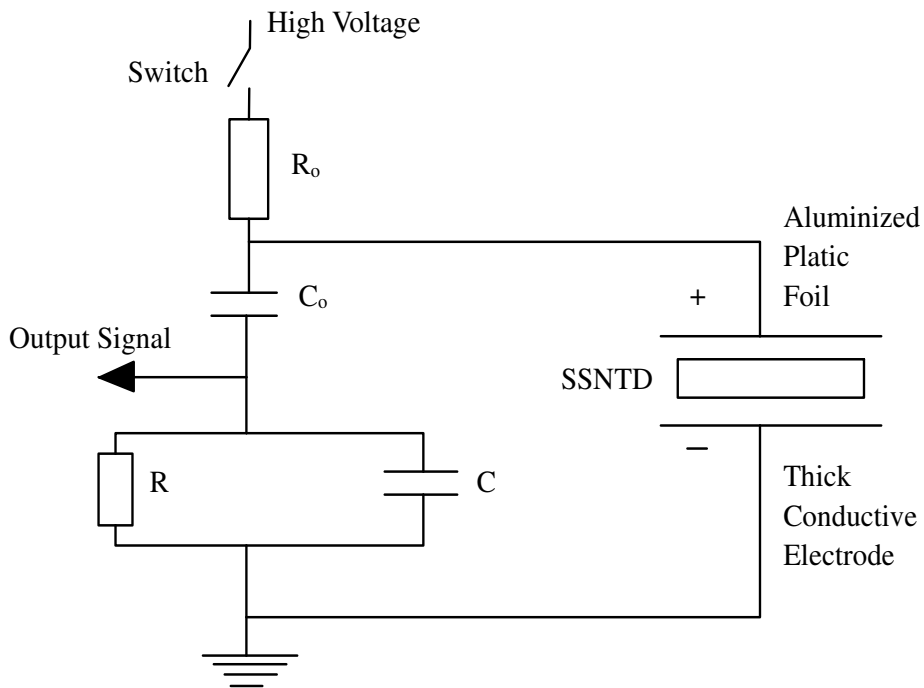 High Voltage
Switch
Rₒ
Aluminized
Platic
Foil
Cₒ
+
Output Signal
SSNTD
−
R
C
Thick
Conductive
Electrode